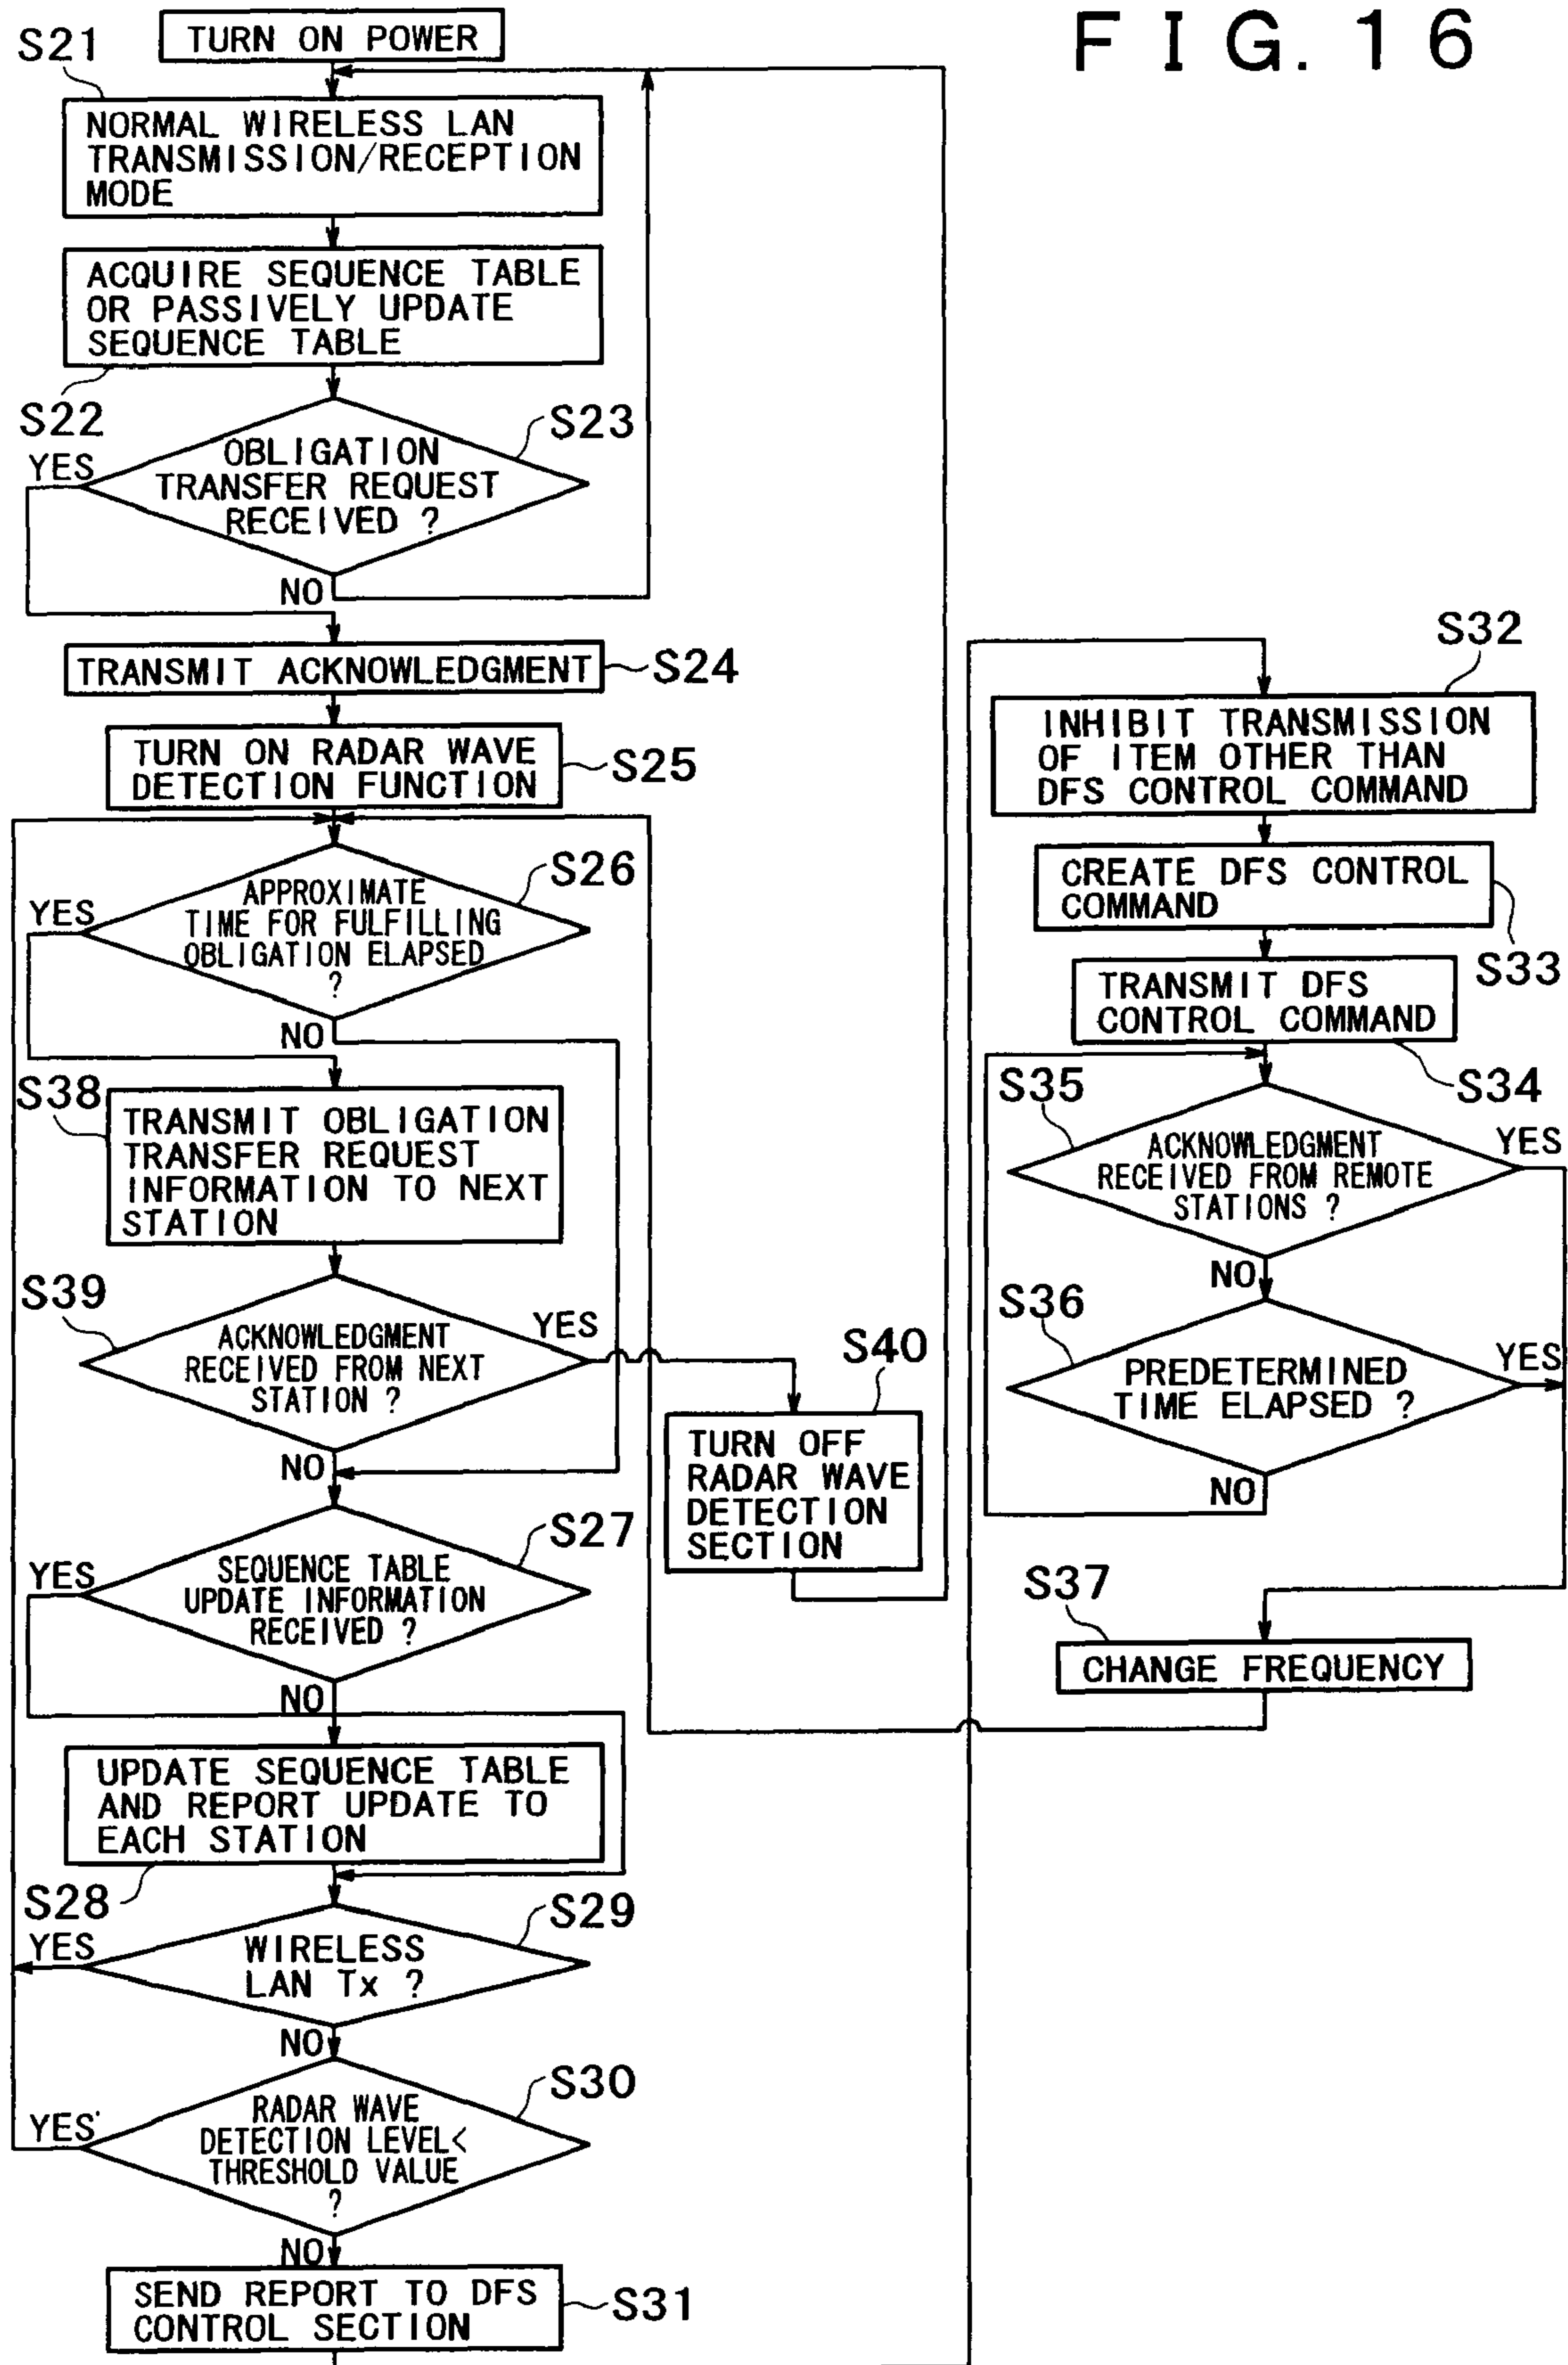 FIG. 16
TURN ON POWER
S21
NORMAL WIRELESS LAN
TRANSMISSION/RECEPTION
MODE
ACQUIRE SEQUENCE TABLE
OR PASSIVELY UPDATE
SEQUENCE TABLE
S22
S23
OBLIGATION
TRANSFER REQUEST
RECEIVED ?
YES
NO
TRANSMIT ACKNOWLEDGMENT
S24
TURN ON RADAR WAVE
DETECTION FUNCTION
S25
S26
APPROXIMATE
TIME FOR FULFILLING
OBLIGATION ELAPSED
?
YES
NO
S38
TRANSMIT OBLIGATION
TRANSFER REQUEST
INFORMATION TO NEXT
STATION
S39
ACKNOWLEDGMENT
RECEIVED FROM NEXT
STATION ?
YES
NO
S40
TURN OFF
RADAR WAVE
DETECTION
SECTION
S27
SEQUENCE TABLE
UPDATE INFORMATION
RECEIVED ?
YES
NO
UPDATE SEQUENCE TABLE
AND REPORT UPDATE TO
EACH STATION
S28
S29
WIRELESS
LAN Tx ?
YES
NO
S30
RADAR WAVE
DETECTION LEVEL<
THRESHOLD VALUE
?
YES
NO
SEND REPORT TO DFS
CONTROL SECTION
S31
S32
INHIBIT TRANSMISSION
OF ITEM OTHER THAN
DFS CONTROL COMMAND
CREATE DFS CONTROL
COMMAND
S33
TRANSMIT DFS
CONTROL COMMAND
S34
S35
ACKNOWLEDGMENT
RECEIVED FROM REMOTE
STATIONS ?
YES
NO
S36
PREDETERMINED
TIME ELAPSED ?
YES
NO
S37
CHANGE FREQUENCY